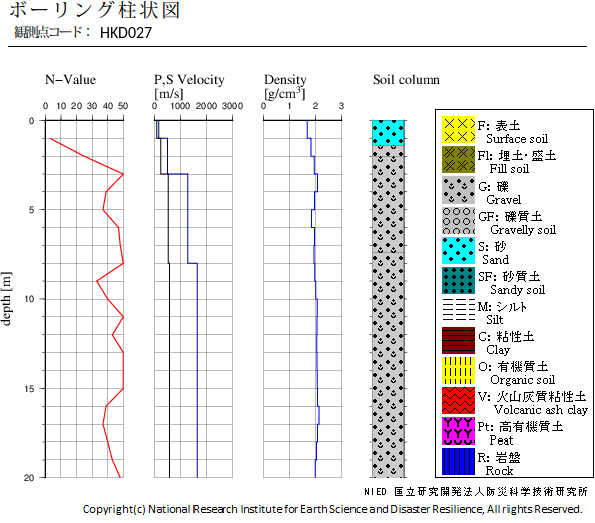 ボーリング柱状図
観測点コード： HKD027
N−Value
P,S Velocity
[m/s]
Density
[g/cm³]
Soil column
0 10 20 30 40 50
0 1000 2000 3000
0 1 2 3
0
5
10
15
20
depth [m]
F: 表土
Surface soil
Fl: 埋土・盛土
Fill soil
G: 礫
Gravel
GF: 礫質土
Gravelly soil
S: 砂
Sand
SF: 砂質土
Sandy soil
M: シルト
Silt
C: 粘性土
Clay
O: 有機質土
Organic soil
V: 火山灰質粘性土
Volcanic ash clay
Pt: 高有機質土
Peat
R: 岩盤
Rock
NIED 国立研究開発法人防災科学技術研究所
Copyright(c) National Research Institute for Earth Science and Disaster Resilience, All rights Reserved.